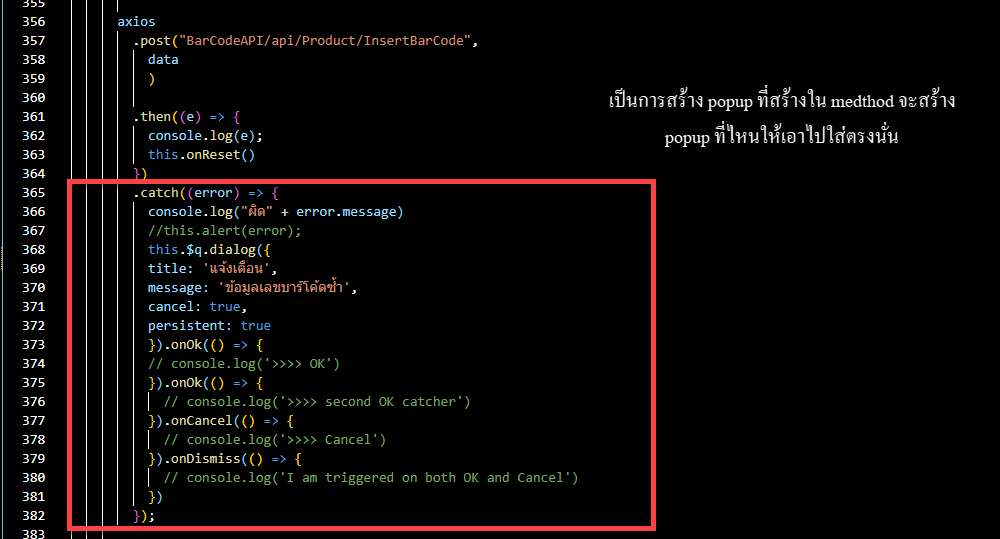 355
356 axios
357 .post("BarCodeAPI/api/Product/InsertBarCode",
358 data
359 )
360
361 .then((e) => {
362 console.log(e);
363 this.onReset()
364 })
365 .catch((error) => {
366 console.log("ผิด" + error.message)
367 //this.alert(error);
368 this.$q.dialog({
369 title: 'แจ้งเตือน',
370 message: 'ข้อมูลเลขบาร์โค้ดซ้ำ',
371 cancel: true,
372 persistent: true
373 }).onOk(() => {
374 // console.log('>>>> OK')
375 }).onOk(() => {
376 // console.log('>>>> second OK catcher')
377 }).onCancel(() => {
378 // console.log('>>>> Cancel')
379 }).onDismiss(() => {
380 // console.log('I am triggered on both OK and Cancel')
381 })
382 });
383
เป็นการสร้าง popup ที่สร้างใน medthod จะสร้าง
popup ที่ไหนให้เอาไปใส่ตรงนั่น